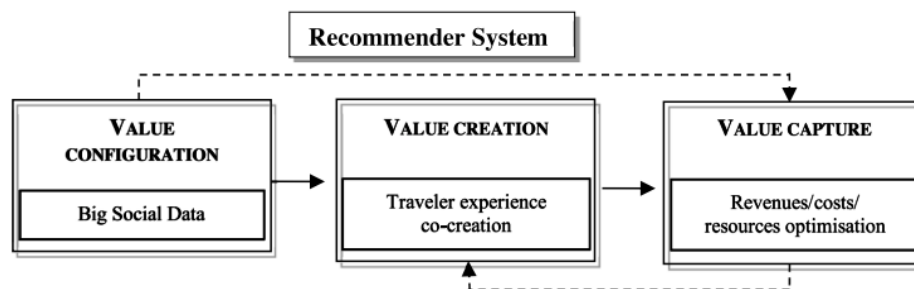 Recommender System
VALUE
CONFIGURATION
Big Social Data
VALUE CREATION
Traveler experience
co-creation
VALUE CAPTURE
Revenues/costs/
resources optimisation